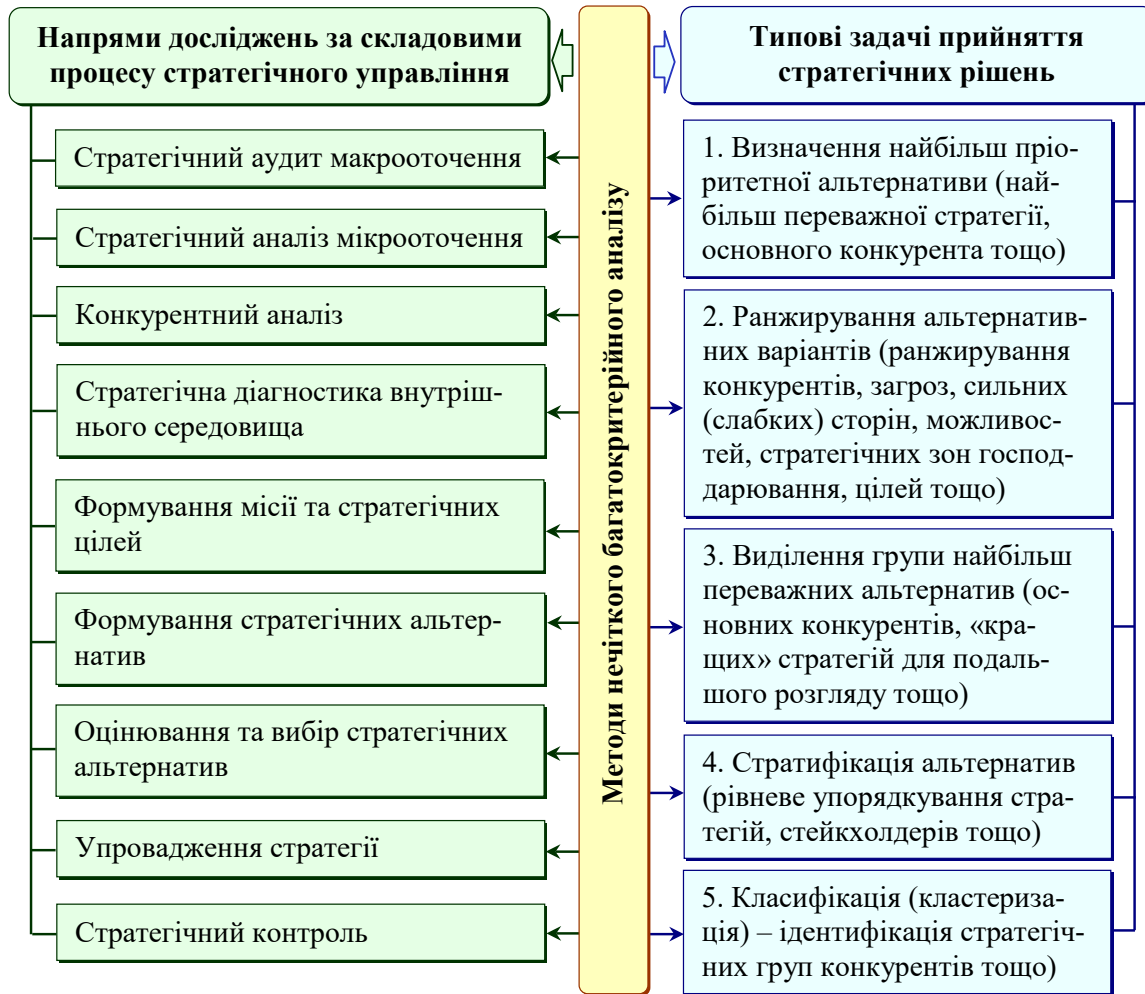 Напрями досліджень за складовими
процесу стратегічного управління
Стратегічний аудит макрооточення
Стратегічний аналіз мікрооточення
Конкурентний аналіз
Стратегічна діагностика внутріш-
нього середовища
Формування місії та стратегічних
цілей
Формування стратегічних альтер-
натив
Оцінювання та вибір стратегічних
альтернатив
Упровадження стратегії
Стратегічний контроль
Методи нечіткого багатокритерійного аналізу
Типові задачі прийняття
стратегічних рішень
1. Визначення найбільш пріо-
ритетної альтернативи (най-
більш переважної стратегії,
основного конкурента тощо)
2. Ранжирування альтернатив-
них варіантів (ранжирування
конкурентів, загроз, сильних
(слабких) сторін, можливос-
тей, стратегічних зон господ-
дарювання, цілей тощо)
3. Виділення групи найбільш
переважних альтернатив (ос-
новних конкурентів, «кра-
щих» стратегій для подаль-
шого розгляду тощо)
4. Стратифікація альтернатив
(рівневе упорядкування стра-
тегій, стейкхолдерів тощо)
5. Класифікація (кластериза-
ція) – ідентифікація стратегіч-
них груп конкурентів тощо)